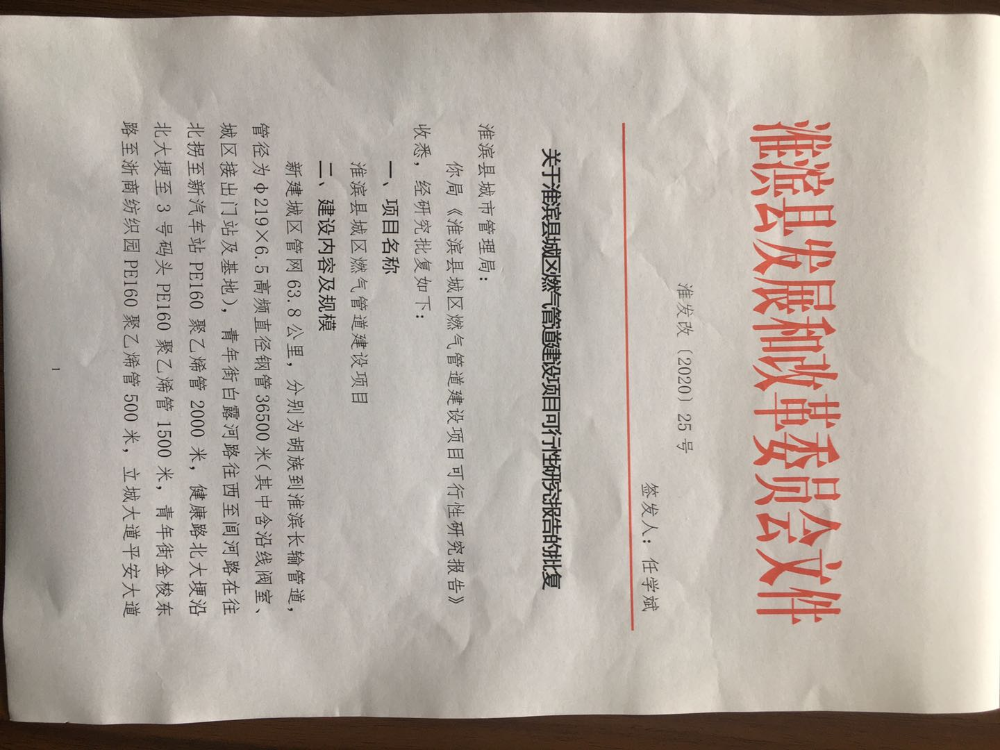 淮滨县发展和改革委员会文件
淮发改〔2020〕25号
签发人：任学斌
关于淮滨县城区燃气管道建设项目可行性研究报告的批复
淮滨县城市管理局：
你局《淮滨县城区燃气管道建设项目可行性研究报告》
收悉，经研究批复如下：
一、项目名称
淮滨县城区燃气管道建设项目
二、建设内容及规模
新建城区管网63.8公里，分别为胡族到淮滨长输管道，
管径为Φ219×6.5高频直径钢管36500米（其中含沿线阀室、
城区接出门站及基地），青年街白露河路往西至间河路在往
北拐至新汽车站PE160聚乙烯管2000米，健康路北大埂沿
北大埂至3号码头PE160聚乙烯管1500米，青年街金梭东
路至浙商纺织园PE160聚乙烯管500米，立城大道平安大道
1